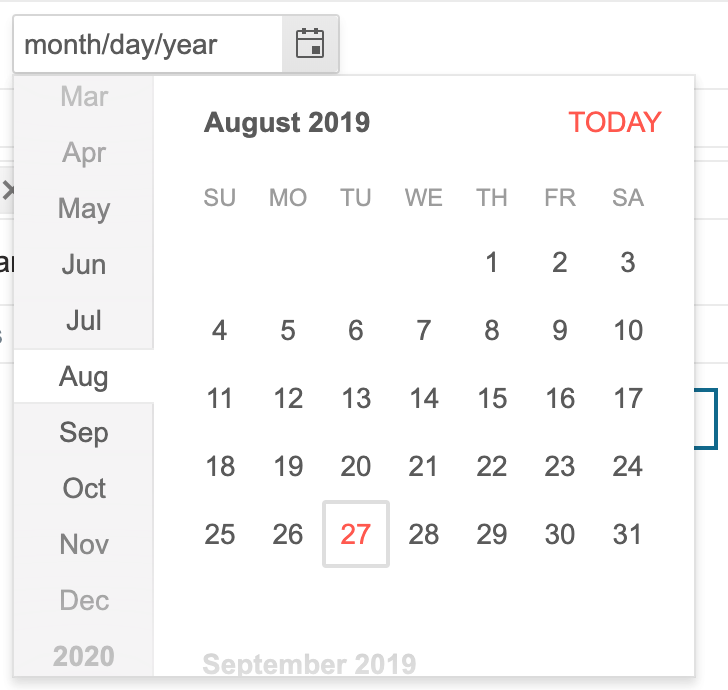 month/day/year
Mar
Apr
May
Jun
Jul
Aug
Sep
Oct
Nov
Dec
2020
August 2019 TODAY
SU MO TU WE TH FR SA
1 2 3
4 5 6 7 8 9 10
11 12 13 14 15 16 17
18 19 20 21 22 23 24
25 26 27 28 29 30 31
September 2019